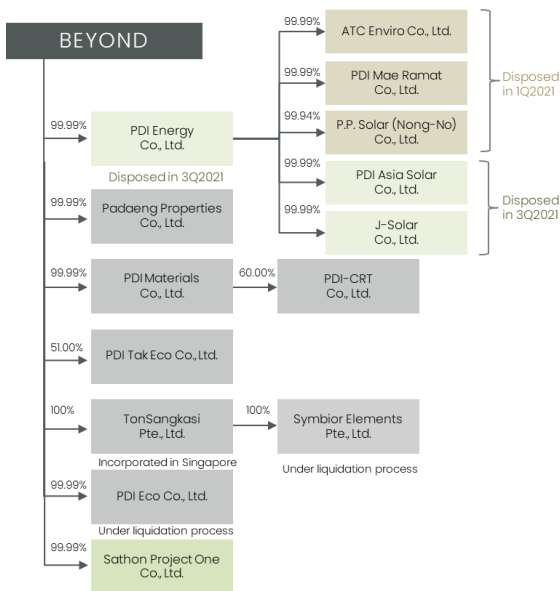 BEYOND
99.99%
ATC Enviro Co., Ltd.
99.99%
PDI Mae Ramat
Co., Ltd.
99.94%
P.P. Solar (Nong-No)
Co., Ltd.
Disposed
in 1Q2021
99.99%
PDI Energy
Co., Ltd.
Disposed in 3Q2021
99.99%
PDI Asia Solar
Co., Ltd.
99.99%
J-Solar
Co., Ltd.
Disposed
in 3Q2021
99.99%
Padaeng Properties
Co., Ltd.
99.99%
PDI Materials
Co., Ltd.
60.00%
PDI-CRT
Co., Ltd.
51.00%
PDI Tak Eco Co., Ltd.
100%
TonSangkasi
Pte., Ltd.
Incorporated in Singapore
100%
Symbior Elements
Pte., Ltd.
Under liquidation process
99.99%
PDI Eco Co., Ltd.
Under liquidation process
99.99%
Sathon Project One
Co., Ltd.